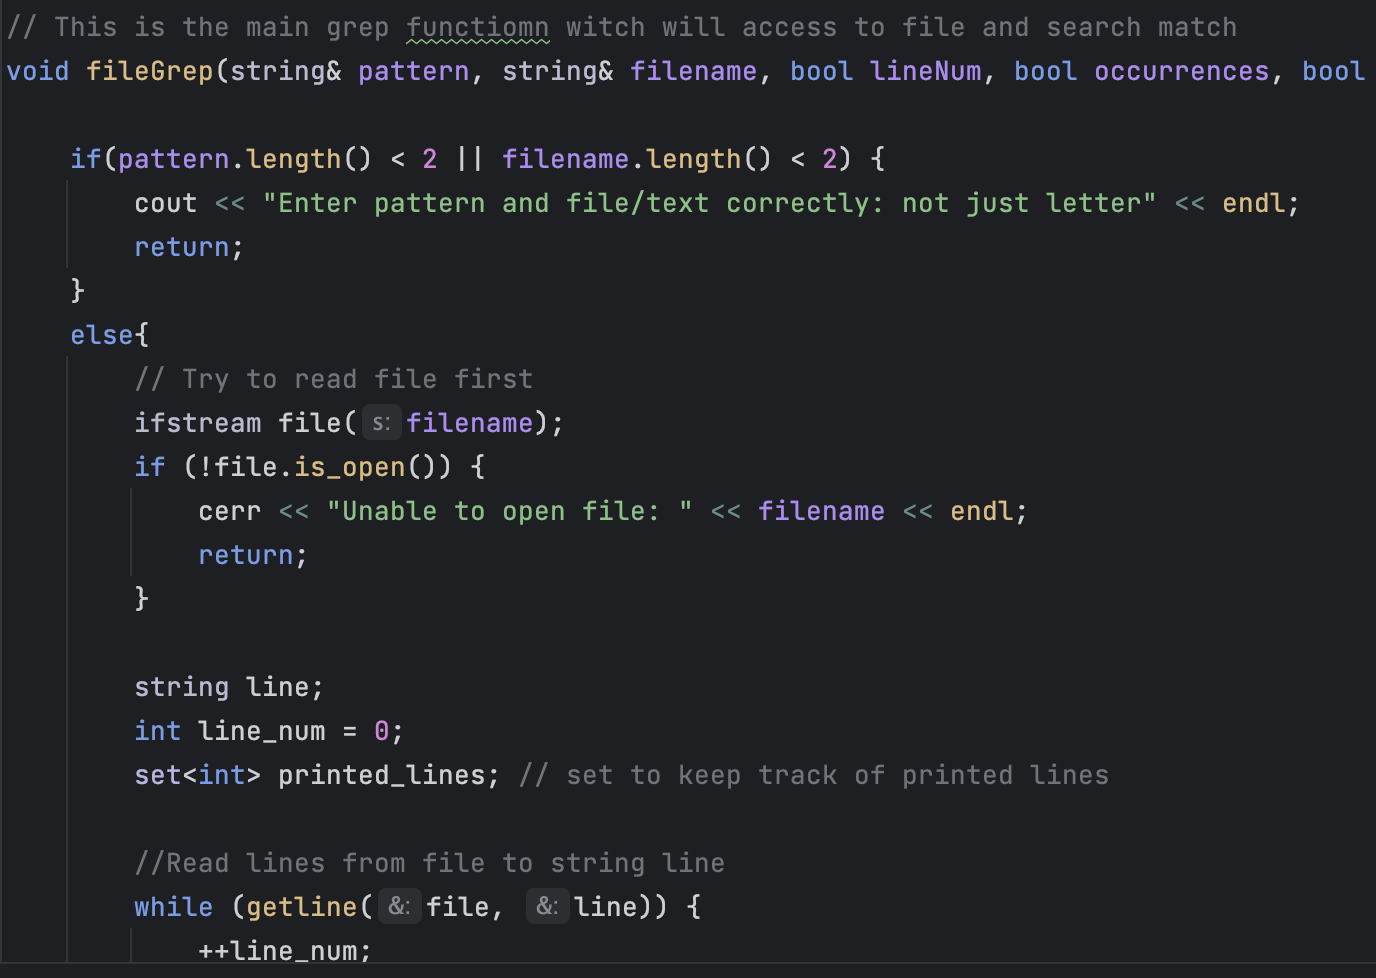 // This is the main grep functiomn witch will access to file and search match
void fileGrep(string& pattern, string& filename, bool lineNum, bool occurrences, bool
if(pattern.length() < 2 || filename.length() < 2) {
cout << "Enter pattern and file/text correctly: not just letter" << endl;
return;
}
else{
// Try to read file first
ifstream file( s: filename);
if (!file.is_open()) {
cerr << "Unable to open file: " << filename << endl;
return;
}
string line;
int line_num = 0;
set<int> printed_lines; // set to keep track of printed lines
//Read lines from file to string line
while (getline( &: file, &: line)) {
++line_num;